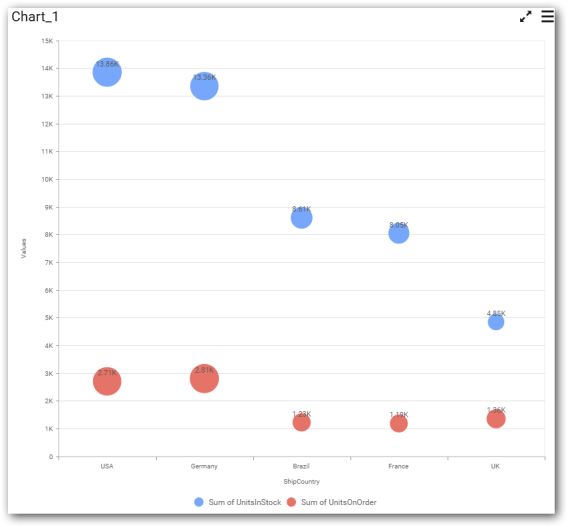 Chart_1
15K
14K
13.86K
13.36K
13K
12K
11K
10K
9K
8.61K
8.05K
8K
7K
6K
5K
4.85K
4K
3K
2.71K
2.81K
2K
1.23K
1.19K
1.36K
1K
0
Values
USA
Germany
Brazil
France
UK
ShipCountry
Sum of UnitsInStock
Sum of UnitsOnOrder